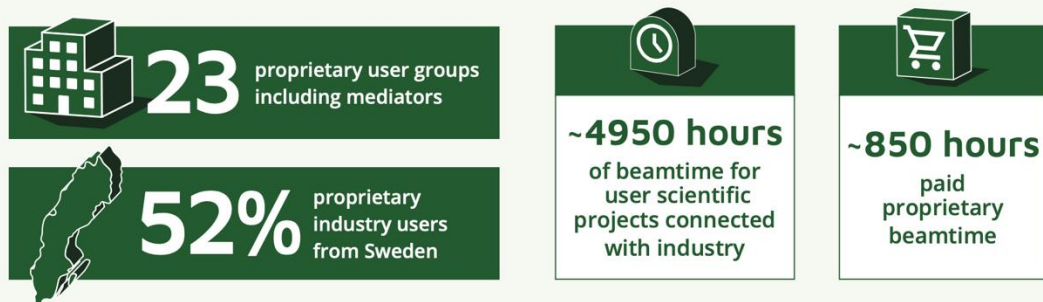 23
proprietary user groups
including mediators
52%
proprietary
industry users
from Sweden
~4950 hours
of beamtime for
user scientific
projects connected
with industry
~850 hours
paid
proprietary
beamtime